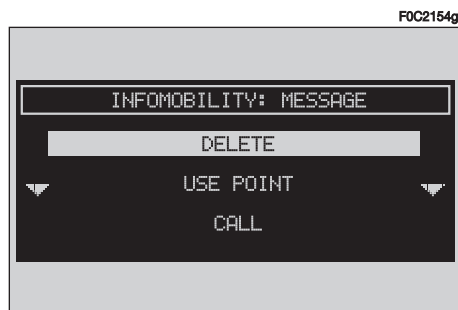 F0C2154g
INFOMOBILITY: MESSAGE
DELETE
USE POINT
CALL